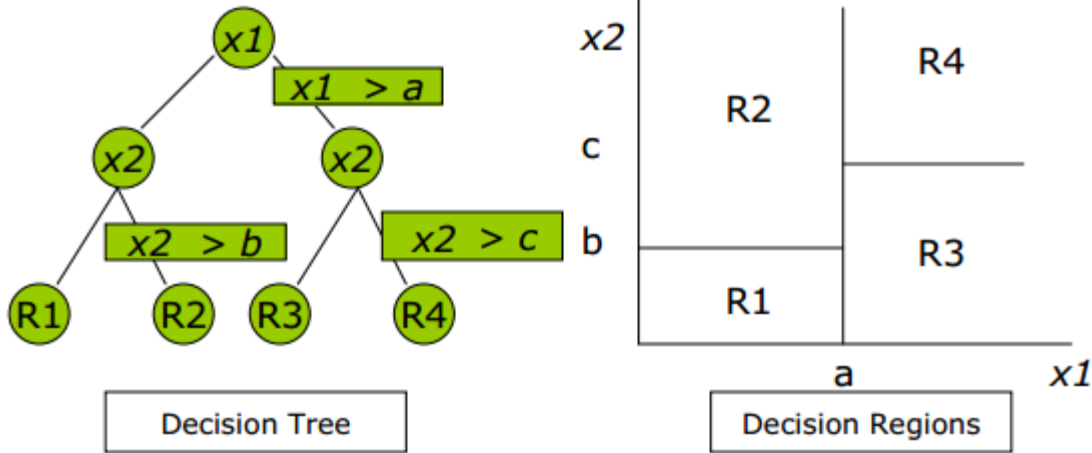 x1
x1 > a
x2
x2
x2 > b
x2 > c
R1
R2
R3
R4
Decision Tree
x2
c
b
R2
R4
R1
R3
a
x1
Decision Regions